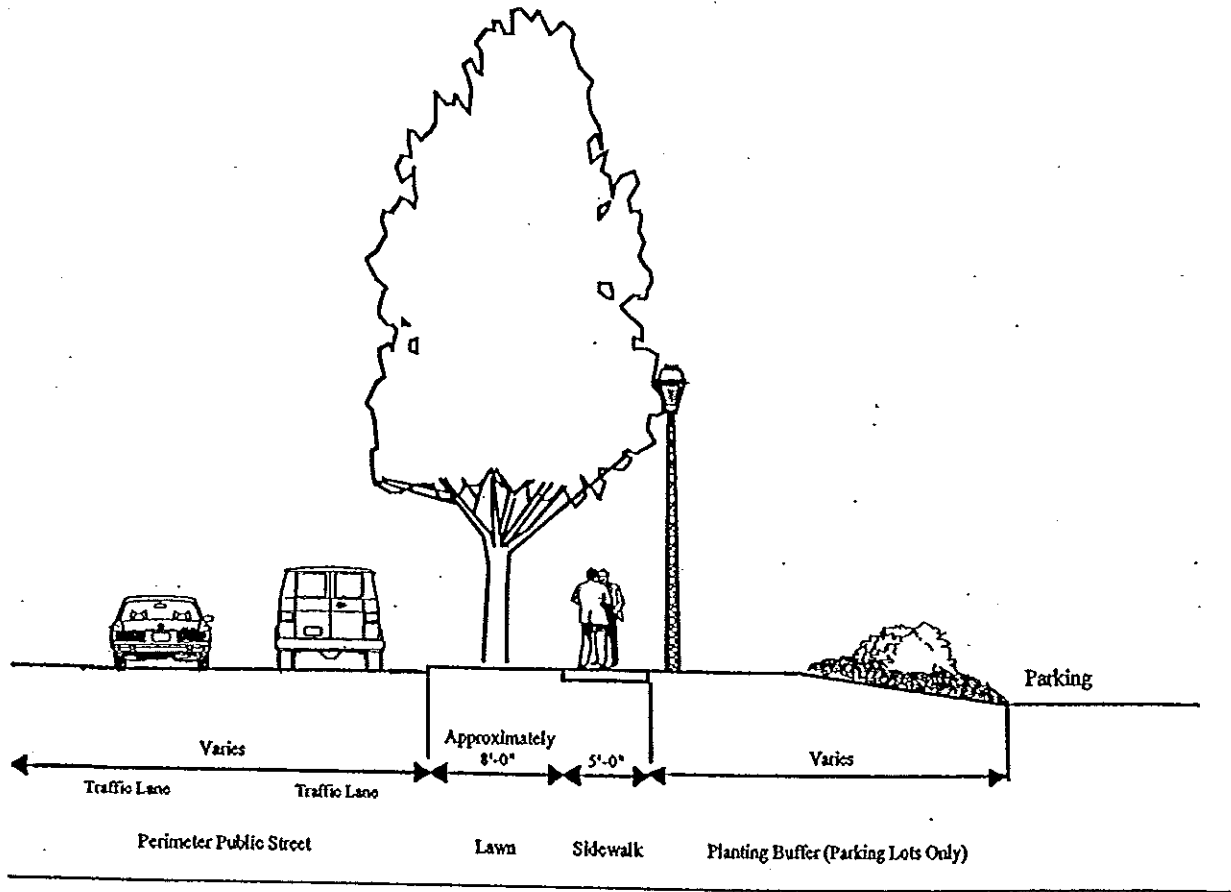 Parking
Varies
Approximately
8'-0"
5'-0"
Varies
Traffic Lane
Traffic Lane
Perimeter Public Street
Lawn
Sidewalk
Planting Buffer (Parking Lots Only)